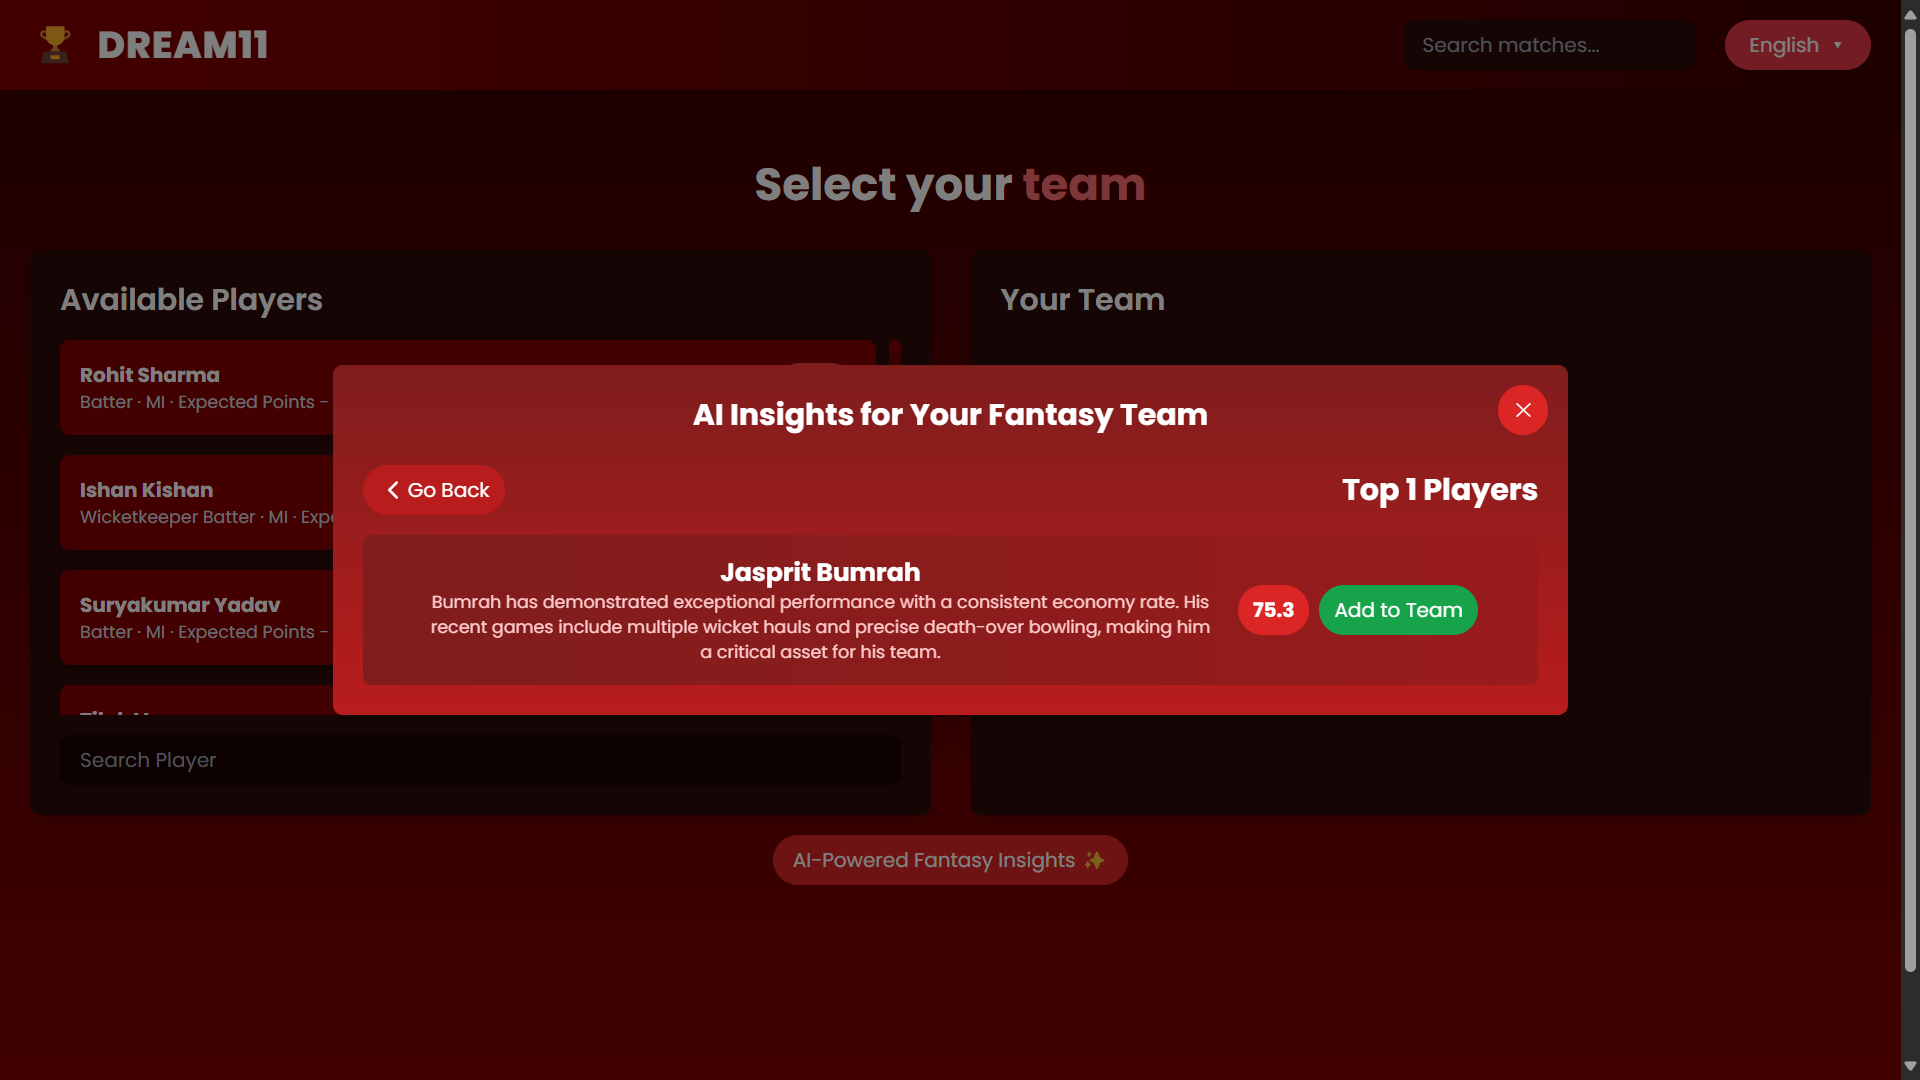 DREAM11
Search matches...
English
Select your team
Available Players
Your Team
Rohit Sharma
Batter · MI · Expected Points -
Ishan Kishan
Wicketkeeper Batter · MI · Expe
Suryakumar Yadav
Batter · MI · Expected Points -
Search Player
AI Insights for Your Fantasy Team
Go Back
Top 1 Players
Jasprit Bumrah
Bumrah has demonstrated exceptional performance with a consistent economy rate. His
recent games include multiple wicket hauls and precise death-over bowling, making him
a critical asset for his team.
75.3
Add to Team
AI-Powered Fantasy Insights ✨